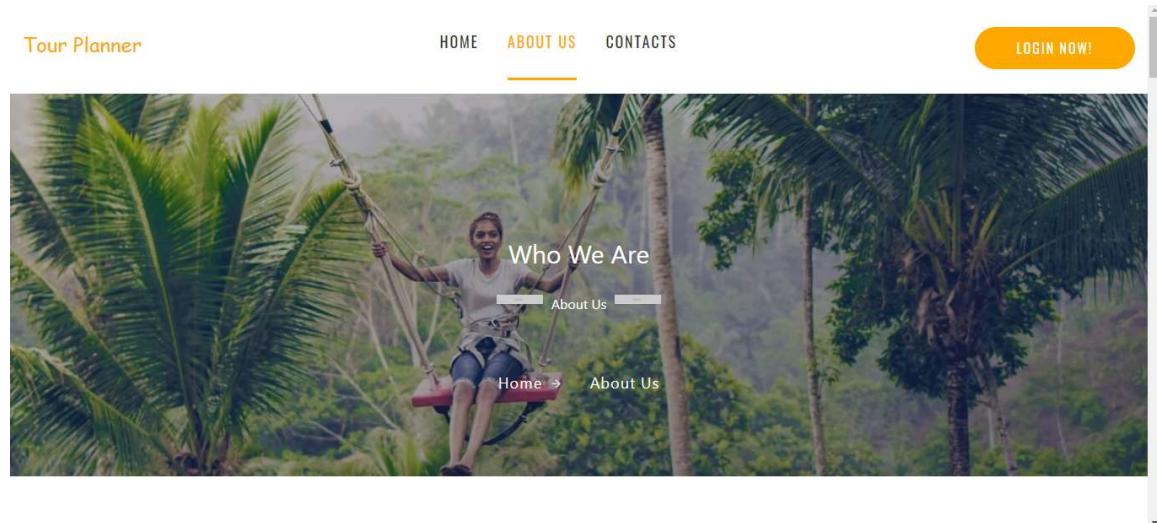 Tour Planner
HOME ABOUT US CONTACTS
LOGIN NOW!
Who We Are
About Us
Home → About Us